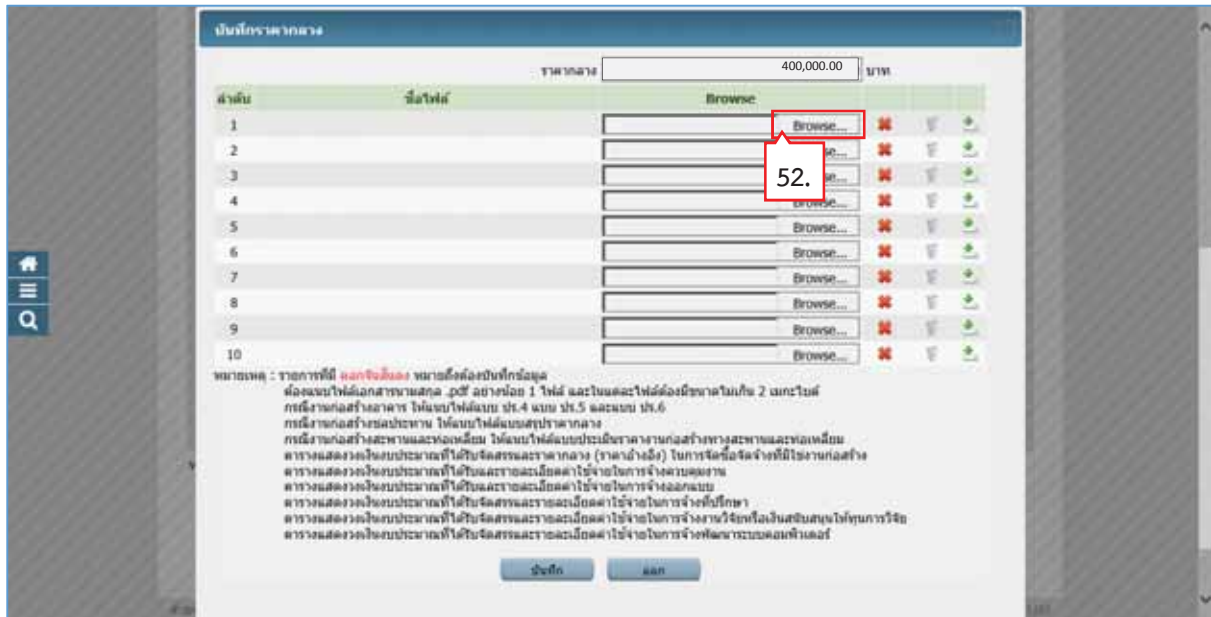 บันทึกราคากลาง
ราคากลาง 400,000.00 บาท
ลำดับ ชื่อไฟล์ Browse
1 Browse...
2 se...
3 se...
4 Browse...
52.
5 Browse...
6 Browse...
7 Browse...
8 Browse...
9 Browse...
10 Browse...
หมายเหตุ : รายการที่มี ดอกจันสีแดง หมายถึงต้องบันทึกข้อมูล
ต้องแนบไฟล์เอกสารนามสกุล .pdf อย่างน้อย 1 ไฟล์ และในแต่ละไฟล์ต้องมีขนาดไม่เกิน 2 เมกะไบต์
กรณีงานก่อสร้างอาคาร ให้แนบไฟล์แบบ ปร.4 แบบ ปร.5 และแบบ ปร.6
กรณีงานก่อสร้างชลประทาน ให้แนบไฟล์แบบสรุปราคากลาง
กรณีงานก่อสร้างสะพานและท่อเหลี่ยม ให้แนบไฟล์แบบประเมินราคางานก่อสร้างทางสะพานและท่อเหลี่ยม
ตารางแสดงวงเงินงบประมาณที่ได้รับจัดสรรและราคากลาง (ราคาอ้างอิง) ในการจัดซื้อจัดจ้างที่มิใช่งานก่อสร้าง
ตารางแสดงวงเงินงบประมาณที่ได้รับและรายละเอียดค่าใช้จ่ายในการจ้างควบคุมงาน
ตารางแสดงวงเงินงบประมาณที่ได้รับจัดสรรและรายละเอียดค่าใช้จ่ายในการจ้างออกแบบ
ตารางแสดงวงเงินงบประมาณที่ได้รับจัดสรรและรายละเอียดค่าใช้จ่ายในการจ้างที่ปรึกษา
ตารางแสดงวงเงินงบประมาณที่ได้รับจัดสรรและรายละเอียดค่าใช้จ่ายในการจ้างงานวิจัยหรือเงินสนับสนุนให้ทุนการวิจัย
ตารางแสดงวงเงินงบประมาณที่ได้รับจัดสรรและรายละเอียดค่าใช้จ่ายในการจ้างพัฒนาระบบคอมพิวเตอร์
บันทึก ออก